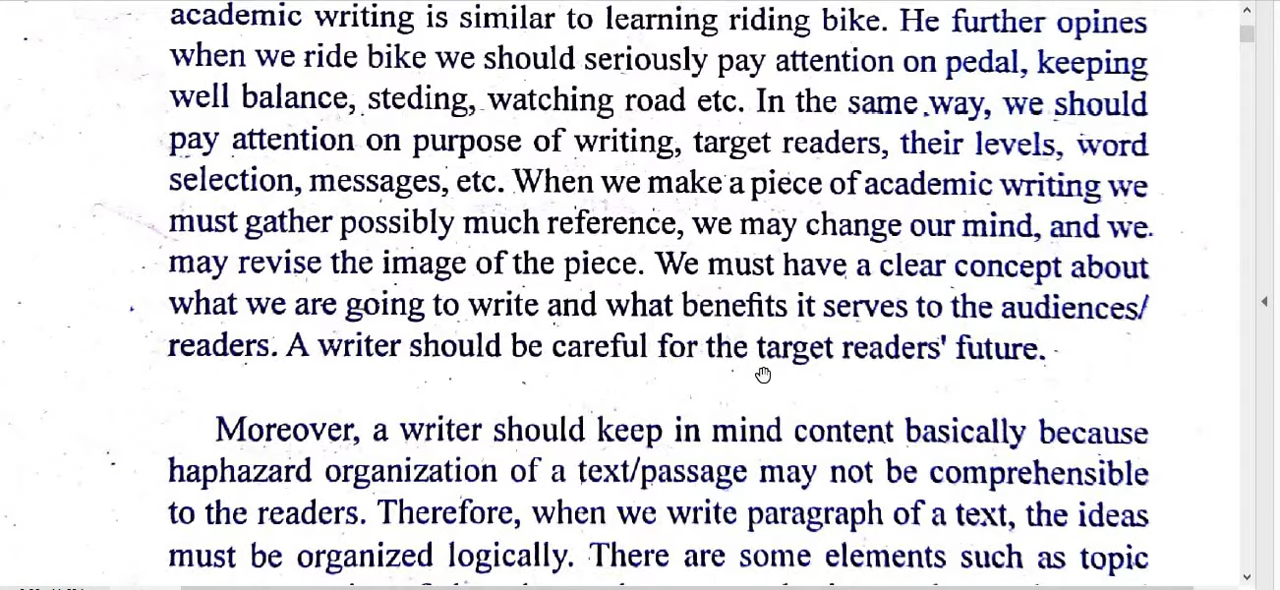 academic writing is similar to learning riding bike. He further opines
when we ride bike we should seriously pay attention on pedal, keeping
well balance, steding, watching road etc. In the same way, we should
pay attention on purpose of writing, target readers, their levels, word
selection, messages, etc. When we make a piece of academic writing we
must gather possibly much reference, we may change our mind, and we
may revise the image of the piece. We must have a clear concept about
what we are going to write and what benefits it serves to the audiences/
readers. A writer should be careful for the target readers' future.
Moreover, a writer should keep in mind content basically because
haphazard organization of a text/passage may not be comprehensible
to the readers. Therefore, when we write paragraph of a text, the ideas
must be organized logically. There are some elements such as topic